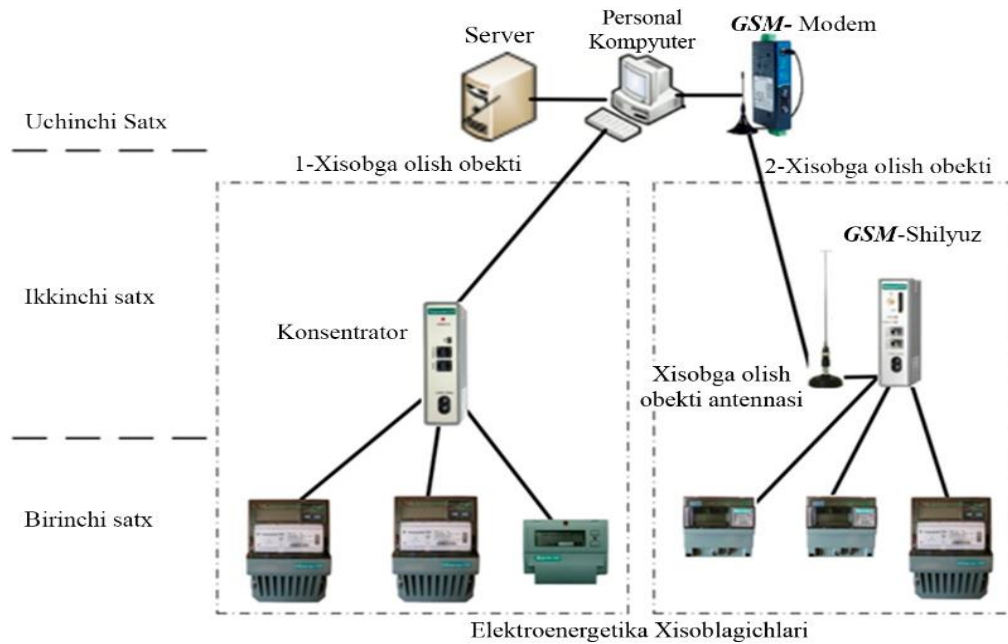 Server
Personal
Kompyuter
GSM- Modem
Uchinchi Satx
1-Xisobga olish obekti
2-Xisobga olish obekti
GSM-Shilyuz
Ikkinchi satx
Konsentrator
Xisobga olish
obekti antennasi
Birinchi satx
Elektroenergetika Xisoblagichlari